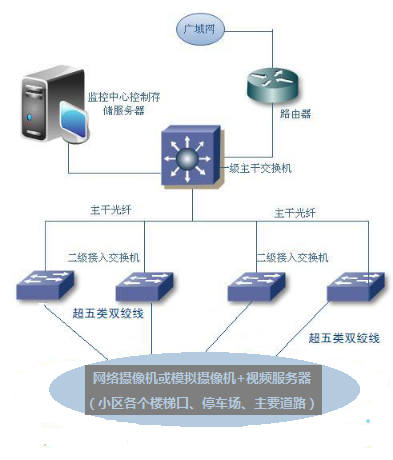 广域网
监控中心控制存
储服务器
路由器
一级主干交换机
主干光纤
主干光纤
二级接入交换机
二级接入交换机
超五类双绞线
超五类双绞线
网络摄像机或模拟摄像机+视频服务器
（小区各个楼梯口、停车场、主要道路）